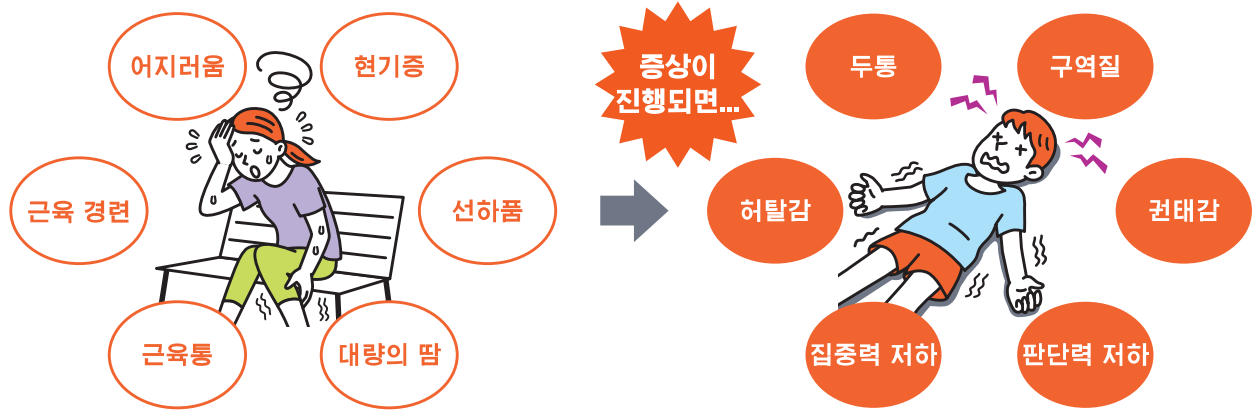 어지러움
현기증
근육 경련
선하품
근육통
대량의 땀
증상이
진행되면...
두통
구역질
허탈감
권태감
집중력 저하
판단력 저하